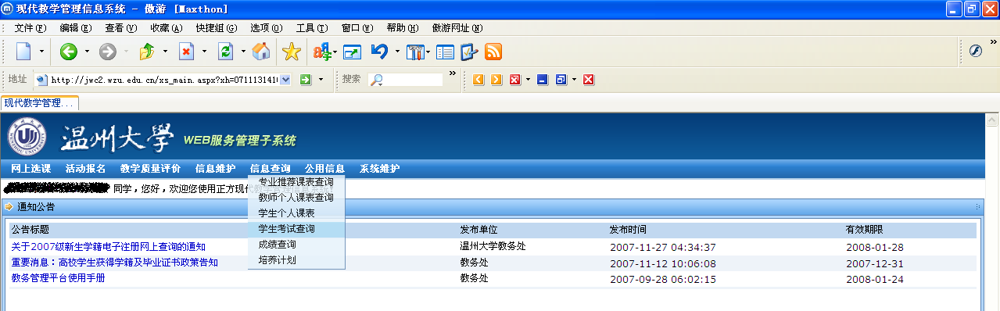 现代教学管理信息系统 - 傲游 [Maxthon]
文件(F) 编辑(E) 查看(V) 收藏(A) 快捷组(G) 选项(O) 工具(T) 窗口(W) 帮助(H) 傲游网址(N)
地址 http://jwc2.wzu.edu.cn/xs_main.aspx?xh=071113141 搜索
现代教学管理...
温州大学 WEB服务管理子系统
网上选课 活动报名 教学质量评价 信息维护 信息查询 公用信息 系统维护
同学，您好，欢迎您使用正方现代教学管理信息系统！
专业推荐课表查询
教师个人课表查询
学生个人课表
学生考试查询
成绩查询
培养计划
通知公告
公告标题 发布单位 发布时间 有效期限
关于2007级新生学籍电子注册网上查询的通知 温州大学教务处 2007-11-27 04:34:37 2008-01-28
重要消息：高校学生获得学籍及毕业证书政策告知 教务处 2007-11-12 10:06:08 2007-12-31
教务管理平台使用手册 教务处 2007-09-28 06:02:15 2008-01-24